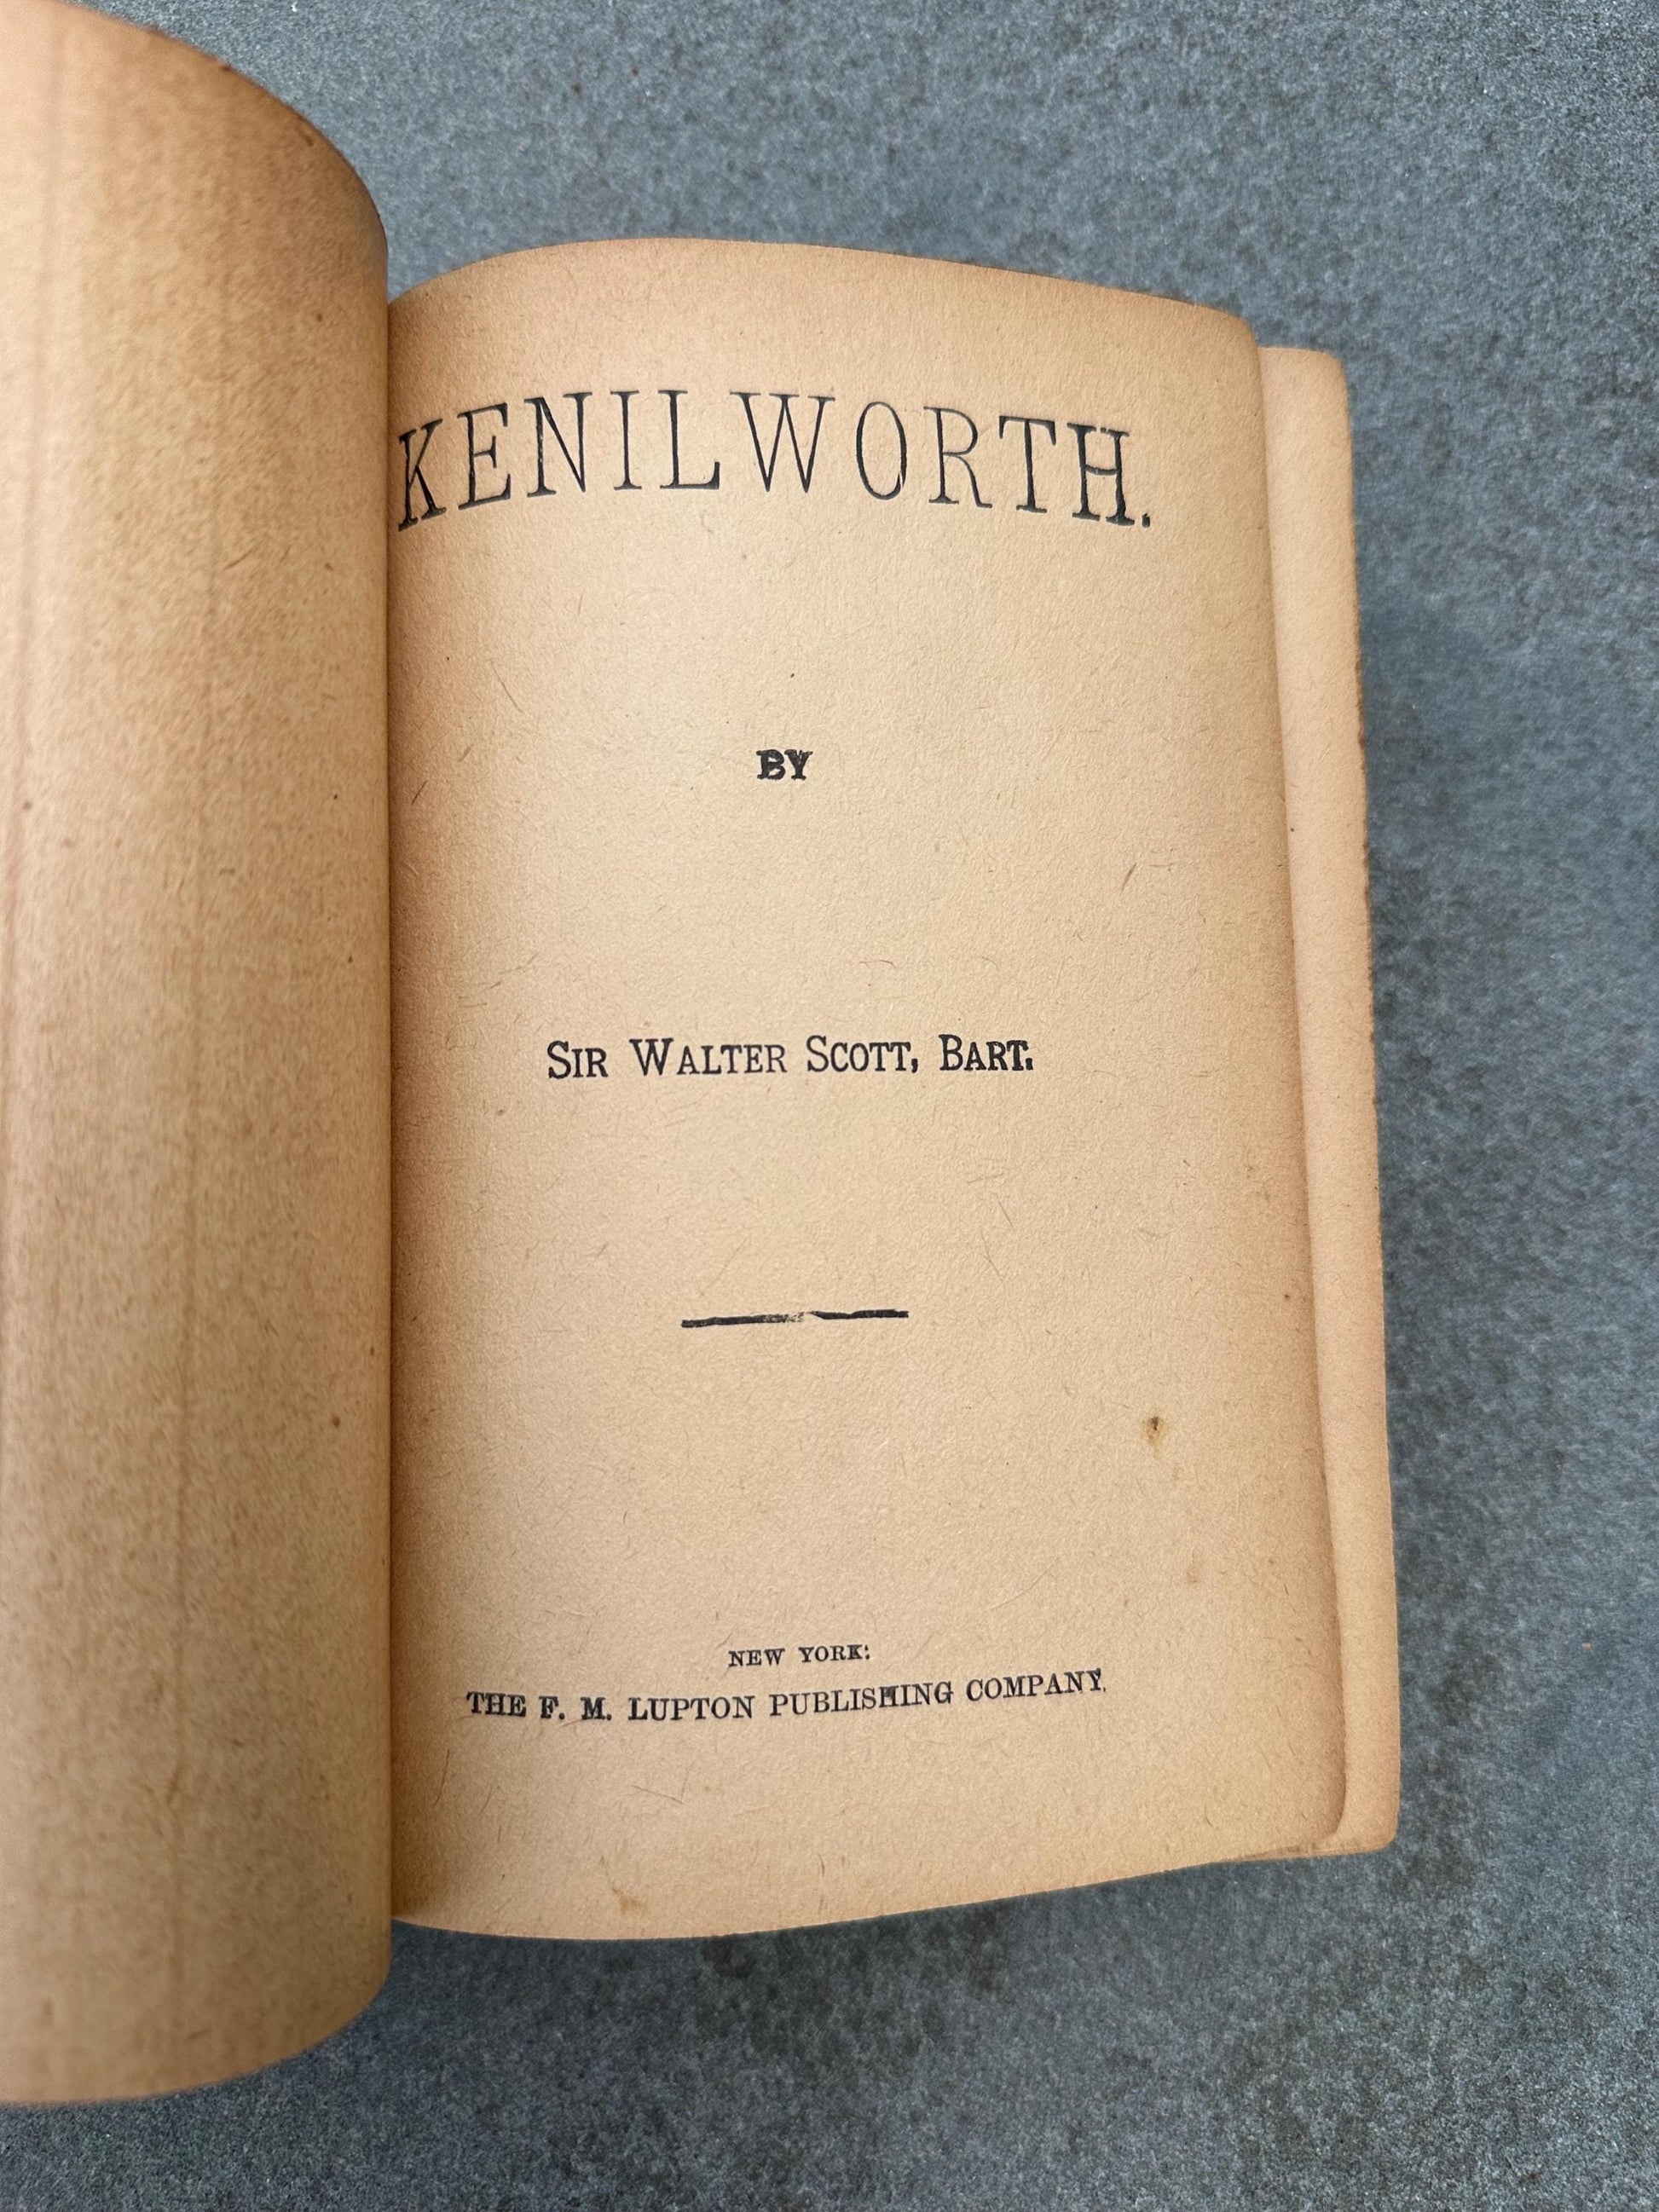 KENILWORTH.
BY
SIR WALTER SCOTT, BART.
NEW YORK:
THE F. M. LUPTON PUBLISHING COMPANY.